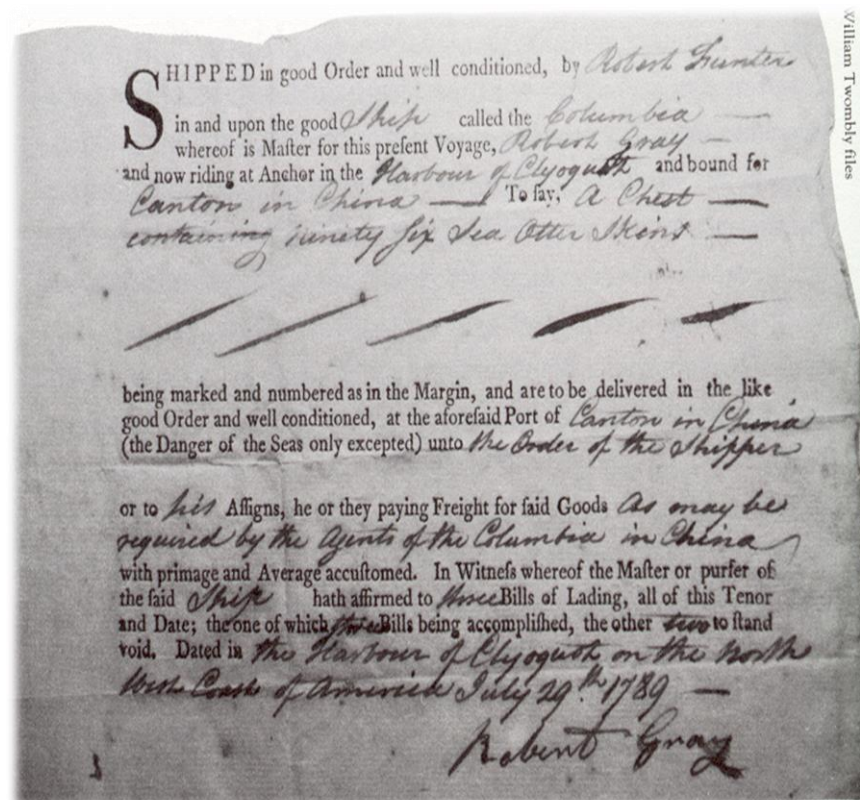 SHIPPED in good Order and well conditioned, by Robert Funter
in and upon the good Ship called the Columbia —
whereof is Maſter for this preſent Voyage, Robert Gray —
and now riding at Anchor in the Harbour of Clyoquot and bound for
Canton in China — To ſay, A Chest —
containing ninety six Sea Otter Skins —
being marked and numbered as in the Margin, and are to be delivered in the like
good Order and well conditioned, at the aforeſaid Port of Canton in China
(the Danger of the Seas only excepted) unto the Order of the Shipper
or to his Aſſigns, he or they paying Freight for ſaid Goods As may be
required by the Agents of the Columbia in China
with primage and Average accuſtomed. In Witneſs whereof the Maſter or purſer of
the ſaid Ship hath affirmed to three Bills of Lading, all of this Tenor
and Date; the one of which three Bills being accompliſhed, the other two to ſtand
void. Dated in the Harbour of Clyoquot on the North
West Coast of America July 29th 1789 —
Robert Gray
William Twombly files